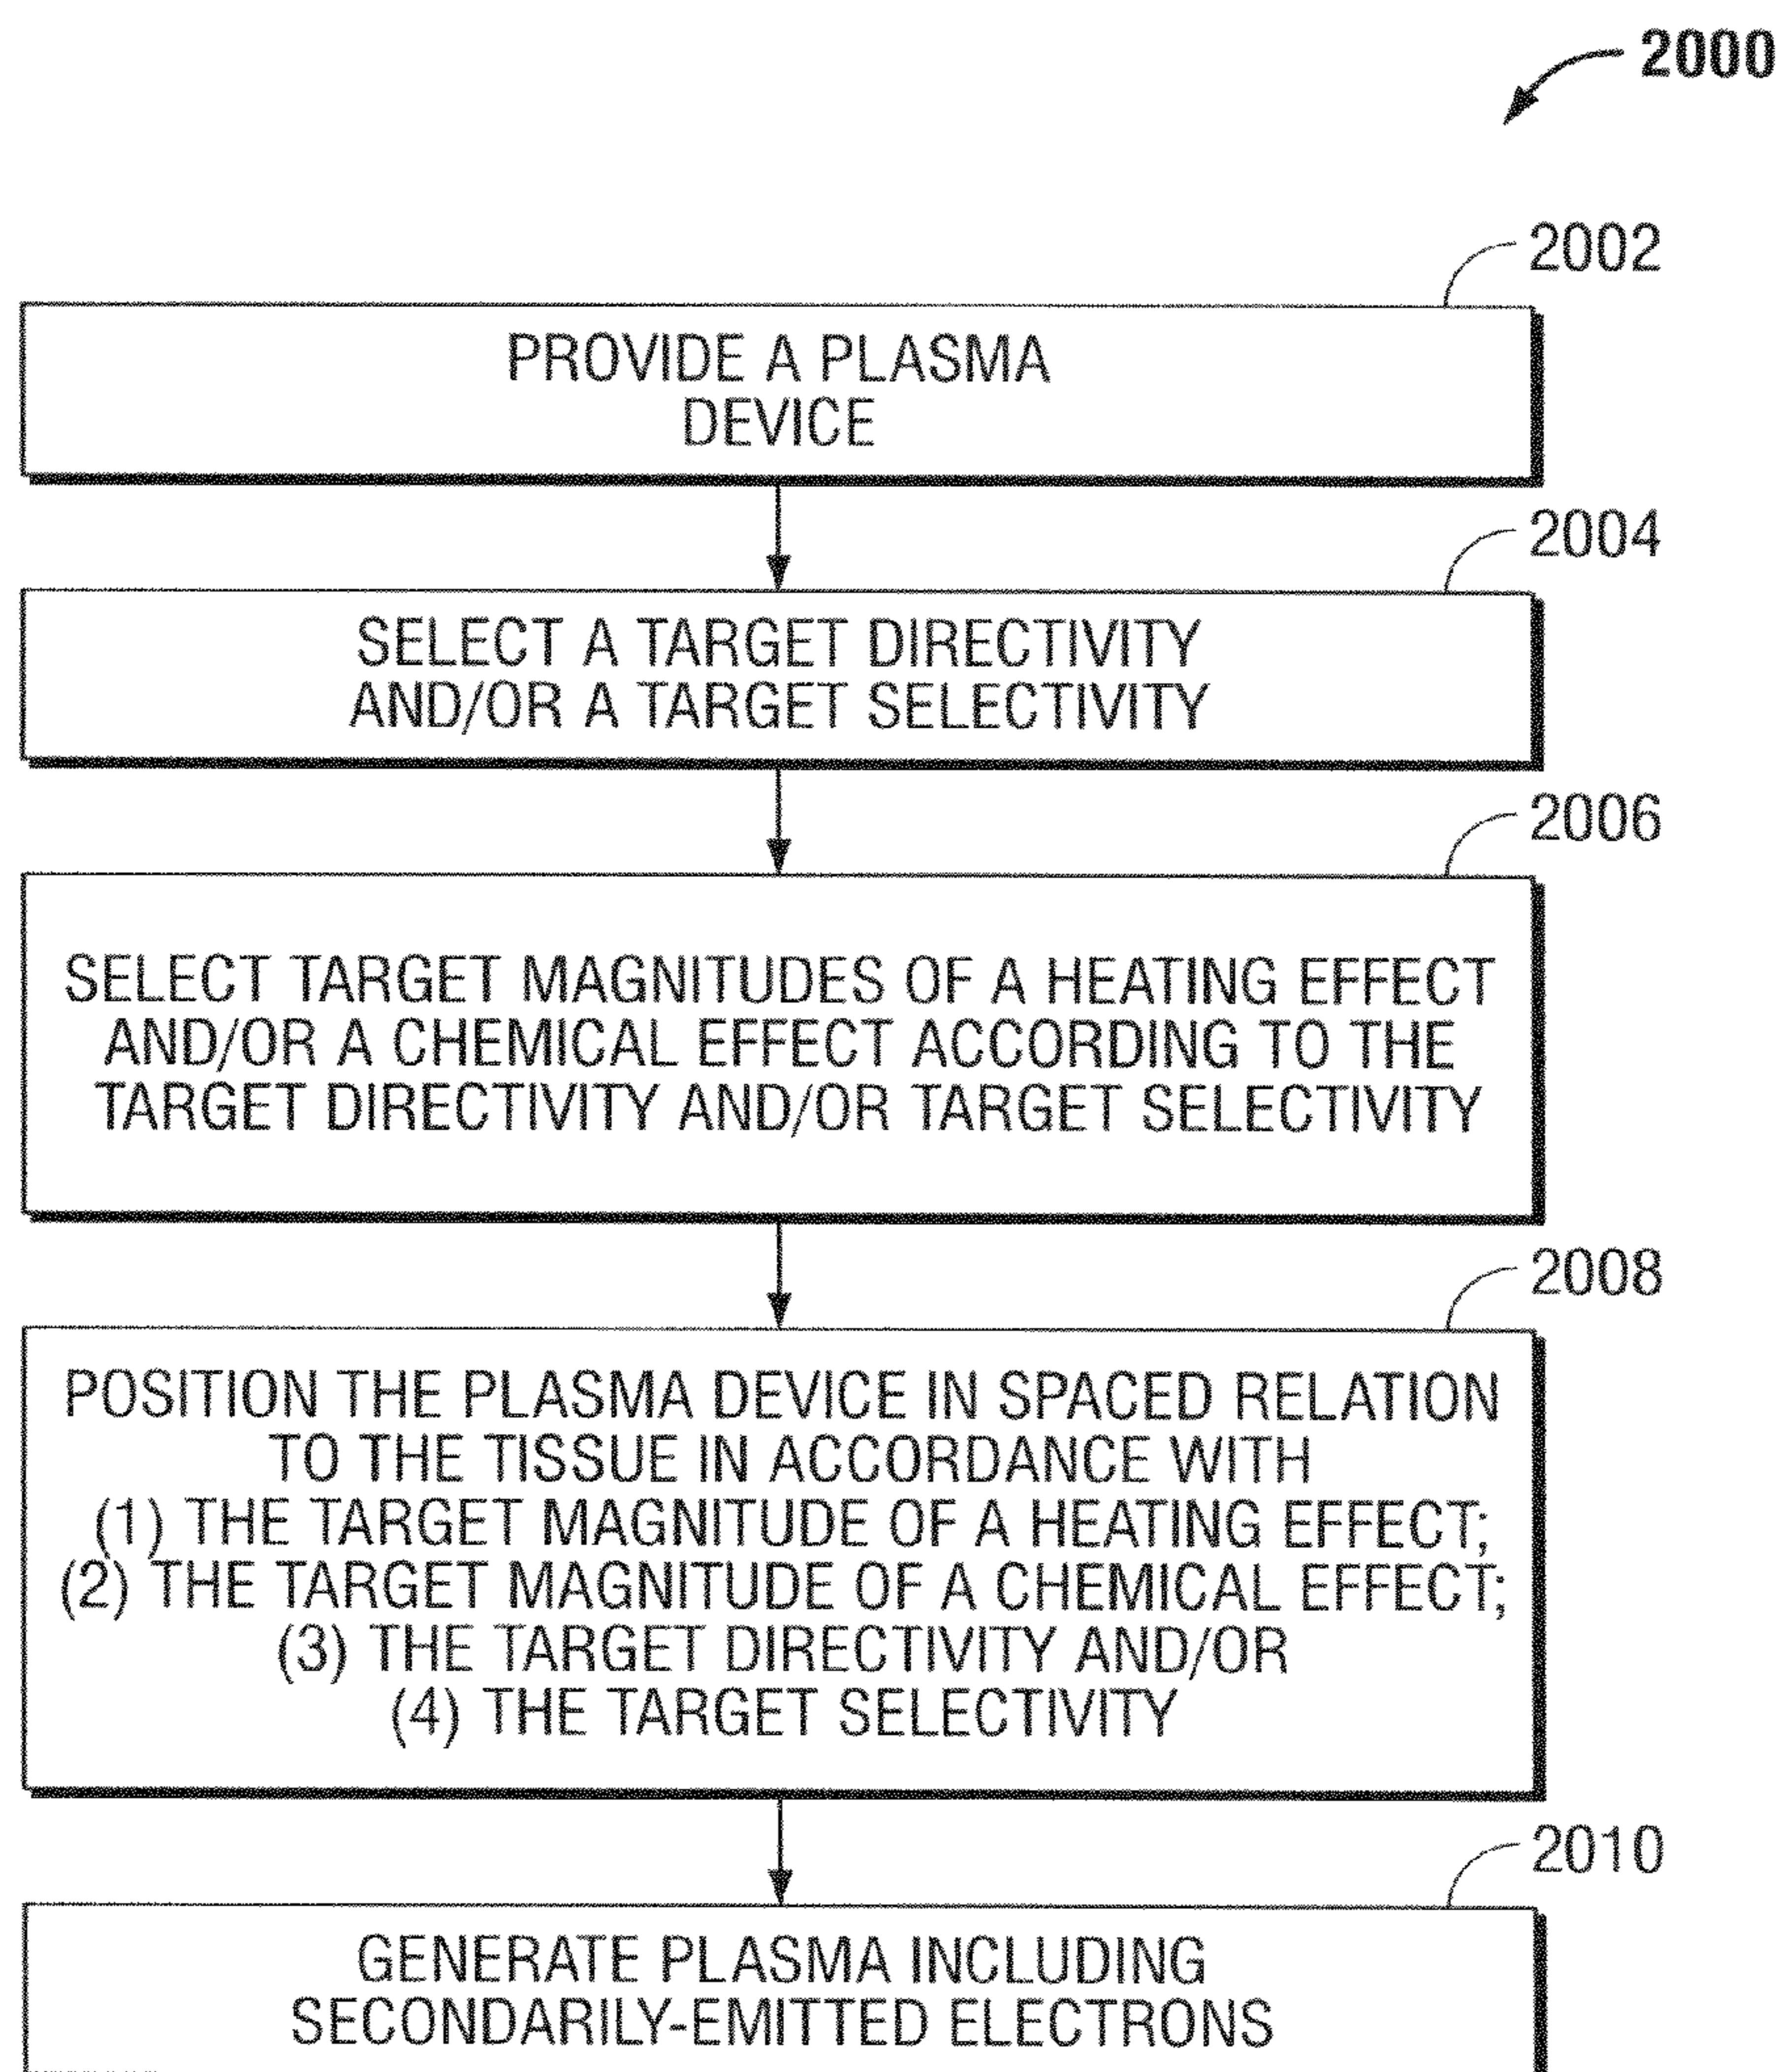 2000
2002
PROVIDE A PLASMA
DEVICE
2004
SELECT A TARGET DIRECTIVITY
AND/OR A TARGET SELECTIVITY
2006
SELECT TARGET MAGNITUDES OF A HEATING EFFECT
AND/OR A CHEMICAL EFFECT ACCORDING TO THE
TARGET DIRECTIVITY AND/OR TARGET SELECTIVITY
2008
POSITION THE PLASMA DEVICE IN SPACED RELATION
TO THE TISSUE IN ACCORDANCE WITH
(1) THE TARGET MAGNITUDE OF A HEATING EFFECT;
(2) THE TARGET MAGNITUDE OF A CHEMICAL EFFECT;
(3) THE TARGET DIRECTIVITY AND/OR
(4) THE TARGET SELECTIVITY
2010
GENERATE PLASMA INCLUDING
SECONDARILY-EMITTED ELECTRONS